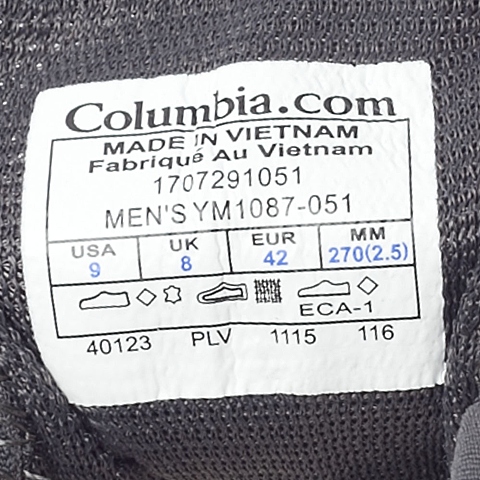 Columbia.com
MADE IN VIETNAM
Fabriqué Au Vietnam
1707291051
MEN'S YM1087-051
USA UK EUR MM
9 8 42 270(2.5)
ECA-1
40123 PLV 1115 116